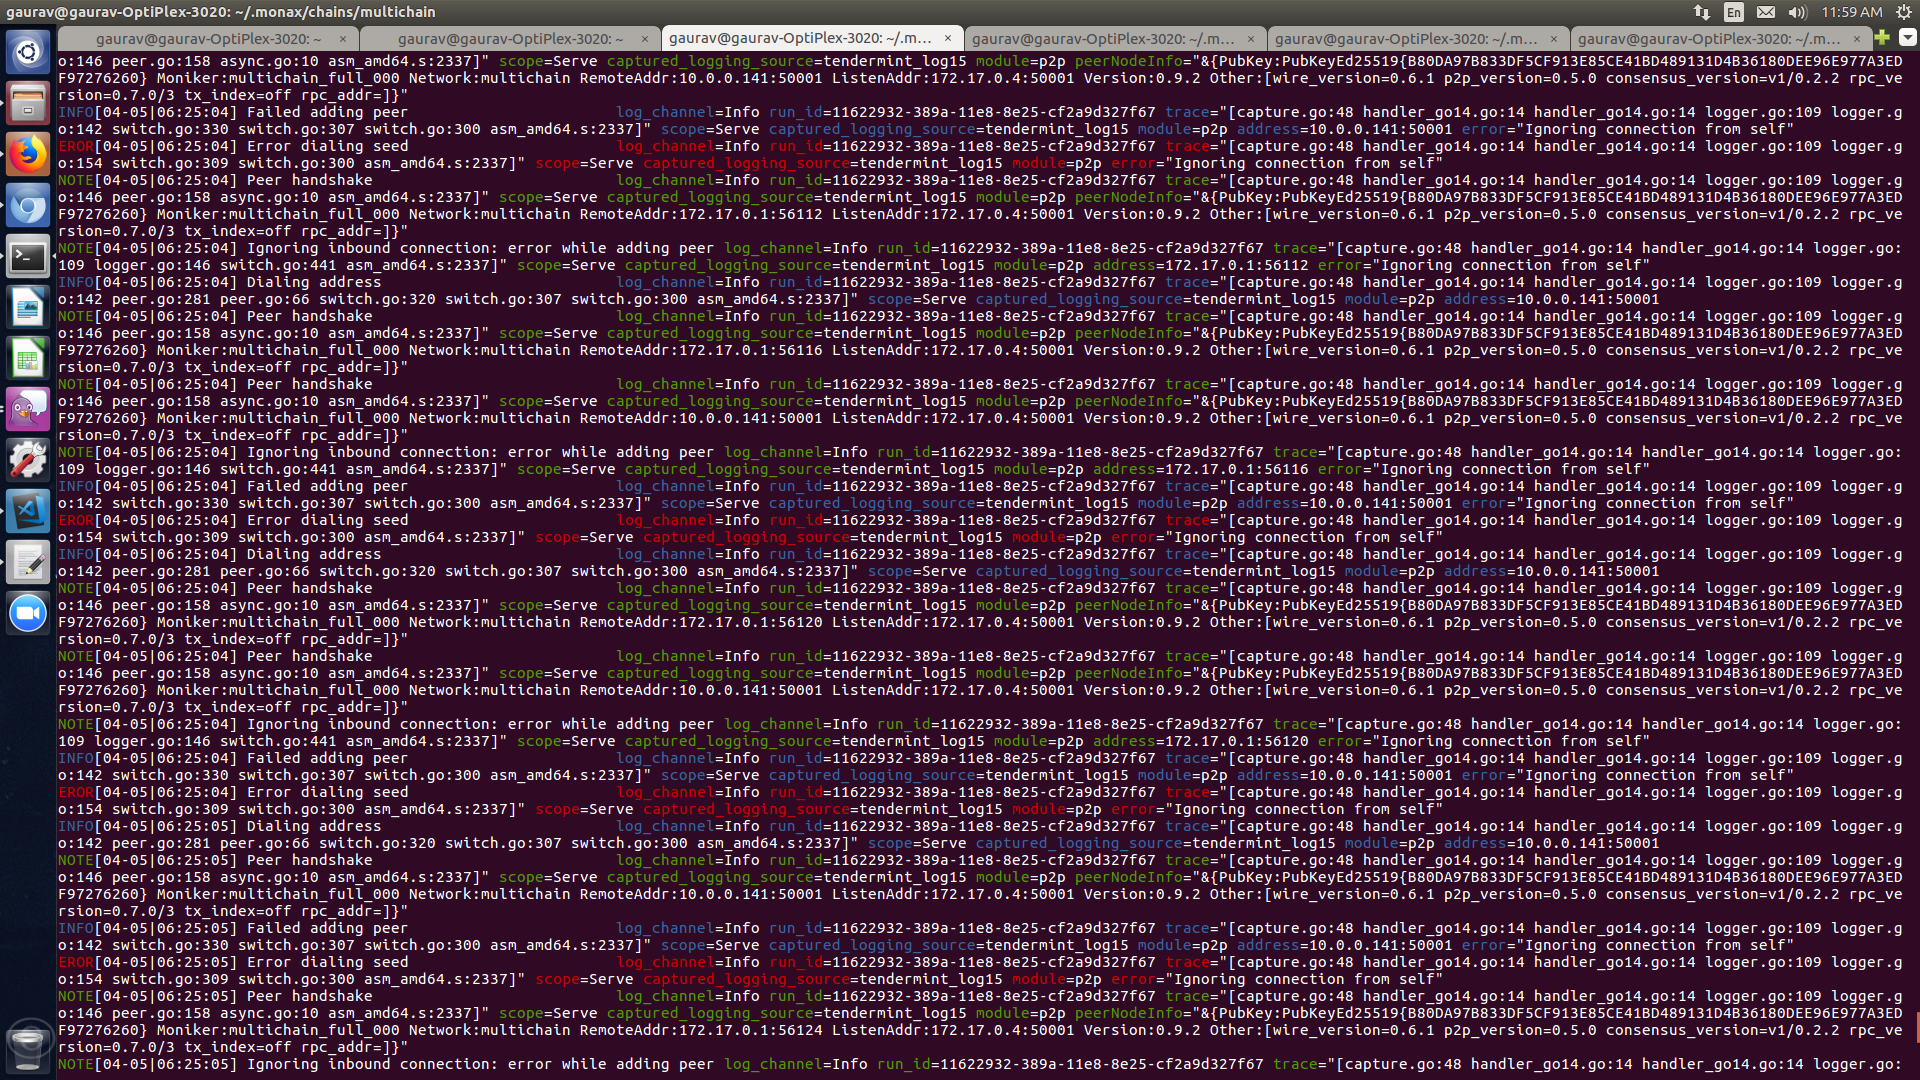 gaurav@gaurav-OptiPlex-3020: ~/.monax/chains/multichain
En
11:59 AM
gaurav@gaurav-OptiPlex-3020: ~ ×
gaurav@gaurav-OptiPlex-3020: ~ ×
gaurav@gaurav-OptiPlex-3020: ~/.m... ×
gaurav@gaurav-OptiPlex-3020: ~/.m... ×
gaurav@gaurav-OptiPlex-3020: ~/.m... ×
gaurav@gaurav-OptiPlex-3020: ~/.m... ×
o:146 peer.go:158 async.go:10 asm_amd64.s:2337]" scope=Serve captured_logging_source=tendermint_log15 module=p2p peerNodeInfo="&{PubKey:PubKeyEd25519{B80DA97B833DF5CF913E85CE41BD489131D4B36180DEE96E977A3ED
F97276260} Moniker:multichain_full_000 Network:multichain RemoteAddr:10.0.0.141:50001 ListenAddr:172.17.0.4:50001 Version:0.9.2 Other:[wire_version=0.6.1 p2p_version=0.5.0 consensus_version=v1/0.2.2 rpc_ve
rsion=0.7.0/3 tx_index=off rpc_addr=]}"
INFO[04-05|06:25:04] Failed adding peer log_channel=Info run_id=11622932-389a-11e8-8e25-cf2a9d327f67 trace="[capture.go:48 handler_go14.go:14 handler_go14.go:14 logger.go:109 logger.g
o:142 switch.go:330 switch.go:307 switch.go:300 asm_amd64.s:2337]" scope=Serve captured_logging_source=tendermint_log15 module=p2p address=10.0.0.141:50001 error="Ignoring connection from self"
EROR[04-05|06:25:04] Error dialing seed log_channel=Info run_id=11622932-389a-11e8-8e25-cf2a9d327f67 trace="[capture.go:48 handler_go14.go:14 handler_go14.go:14 logger.go:109 logger.g
o:154 switch.go:309 switch.go:300 asm_amd64.s:2337]" scope=Serve captured_logging_source=tendermint_log15 module=p2p error="Ignoring connection from self"
NOTE[04-05|06:25:04] Peer handshake log_channel=Info run_id=11622932-389a-11e8-8e25-cf2a9d327f67 trace="[capture.go:48 handler_go14.go:14 handler_go14.go:14 logger.go:109 logger.g
o:146 peer.go:158 async.go:10 asm_amd64.s:2337]" scope=Serve captured_logging_source=tendermint_log15 module=p2p peerNodeInfo="&{PubKey:PubKeyEd25519{B80DA97B833DF5CF913E85CE41BD489131D4B36180DEE96E977A3ED
F97276260} Moniker:multichain_full_000 Network:multichain RemoteAddr:172.17.0.1:56112 ListenAddr:172.17.0.4:50001 Version:0.9.2 Other:[wire_version=0.6.1 p2p_version=0.5.0 consensus_version=v1/0.2.2 rpc_ve
rsion=0.7.0/3 tx_index=off rpc_addr=]}"
NOTE[04-05|06:25:04] Ignoring inbound connection: error while adding peer log_channel=Info run_id=11622932-389a-11e8-8e25-cf2a9d327f67 trace="[capture.go:48 handler_go14.go:14 handler_go14.go:14 logger.go:
109 logger.go:146 switch.go:441 asm_amd64.s:2337]" scope=Serve captured_logging_source=tendermint_log15 module=p2p address=172.17.0.1:56112 error="Ignoring connection from self"
INFO[04-05|06:25:04] Dialing address log_channel=Info run_id=11622932-389a-11e8-8e25-cf2a9d327f67 trace="[capture.go:48 handler_go14.go:14 handler_go14.go:14 logger.go:109 logger.g
o:142 peer.go:281 peer.go:66 switch.go:320 switch.go:307 switch.go:300 asm_amd64.s:2337]" scope=Serve captured_logging_source=tendermint_log15 module=p2p address=10.0.0.141:50001
NOTE[04-05|06:25:04] Peer handshake log_channel=Info run_id=11622932-389a-11e8-8e25-cf2a9d327f67 trace="[capture.go:48 handler_go14.go:14 handler_go14.go:14 logger.go:109 logger.g
o:146 peer.go:158 async.go:10 asm_amd64.s:2337]" scope=Serve captured_logging_source=tendermint_log15 module=p2p peerNodeInfo="&{PubKey:PubKeyEd25519{B80DA97B833DF5CF913E85CE41BD489131D4B36180DEE96E977A3ED
F97276260} Moniker:multichain_full_000 Network:multichain RemoteAddr:172.17.0.1:56116 ListenAddr:172.17.0.4:50001 Version:0.9.2 Other:[wire_version=0.6.1 p2p_version=0.5.0 consensus_version=v1/0.2.2 rpc_ve
rsion=0.7.0/3 tx_index=off rpc_addr=]}"
NOTE[04-05|06:25:04] Peer handshake log_channel=Info run_id=11622932-389a-11e8-8e25-cf2a9d327f67 trace="[capture.go:48 handler_go14.go:14 handler_go14.go:14 logger.go:109 logger.g
o:146 peer.go:158 async.go:10 asm_amd64.s:2337]" scope=Serve captured_logging_source=tendermint_log15 module=p2p peerNodeInfo="&{PubKey:PubKeyEd25519{B80DA97B833DF5CF913E85CE41BD489131D4B36180DEE96E977A3ED
F97276260} Moniker:multichain_full_000 Network:multichain RemoteAddr:10.0.0.141:50001 ListenAddr:172.17.0.4:50001 Version:0.9.2 Other:[wire_version=0.6.1 p2p_version=0.5.0 consensus_version=v1/0.2.2 rpc_ve
rsion=0.7.0/3 tx_index=off rpc_addr=]}"
NOTE[04-05|06:25:04] Ignoring inbound connection: error while adding peer log_channel=Info run_id=11622932-389a-11e8-8e25-cf2a9d327f67 trace="[capture.go:48 handler_go14.go:14 handler_go14.go:14 logger.go:
109 logger.go:146 switch.go:441 asm_amd64.s:2337]" scope=Serve captured_logging_source=tendermint_log15 module=p2p address=172.17.0.1:56116 error="Ignoring connection from self"
INFO[04-05|06:25:04] Failed adding peer log_channel=Info run_id=11622932-389a-11e8-8e25-cf2a9d327f67 trace="[capture.go:48 handler_go14.go:14 handler_go14.go:14 logger.go:109 logger.g
o:142 switch.go:330 switch.go:307 switch.go:300 asm_amd64.s:2337]" scope=Serve captured_logging_source=tendermint_log15 module=p2p address=10.0.0.141:50001 error="Ignoring connection from self"
EROR[04-05|06:25:04] Error dialing seed log_channel=Info run_id=11622932-389a-11e8-8e25-cf2a9d327f67 trace="[capture.go:48 handler_go14.go:14 handler_go14.go:14 logger.go:109 logger.g
o:154 switch.go:309 switch.go:300 asm_amd64.s:2337]" scope=Serve captured_logging_source=tendermint_log15 module=p2p error="Ignoring connection from self"
INFO[04-05|06:25:04] Dialing address log_channel=Info run_id=11622932-389a-11e8-8e25-cf2a9d327f67 trace="[capture.go:48 handler_go14.go:14 handler_go14.go:14 logger.go:109 logger.g
o:142 peer.go:281 peer.go:66 switch.go:320 switch.go:307 switch.go:300 asm_amd64.s:2337]" scope=Serve captured_logging_source=tendermint_log15 module=p2p address=10.0.0.141:50001
NOTE[04-05|06:25:04] Peer handshake log_channel=Info run_id=11622932-389a-11e8-8e25-cf2a9d327f67 trace="[capture.go:48 handler_go14.go:14 handler_go14.go:14 logger.go:109 logger.g
o:146 peer.go:158 async.go:10 asm_amd64.s:2337]" scope=Serve captured_logging_source=tendermint_log15 module=p2p peerNodeInfo="&{PubKey:PubKeyEd25519{B80DA97B833DF5CF913E85CE41BD489131D4B36180DEE96E977A3ED
F97276260} Moniker:multichain_full_000 Network:multichain RemoteAddr:172.17.0.1:56120 ListenAddr:172.17.0.4:50001 Version:0.9.2 Other:[wire_version=0.6.1 p2p_version=0.5.0 consensus_version=v1/0.2.2 rpc_ve
rsion=0.7.0/3 tx_index=off rpc_addr=]}"
NOTE[04-05|06:25:04] Peer handshake log_channel=Info run_id=11622932-389a-11e8-8e25-cf2a9d327f67 trace="[capture.go:48 handler_go14.go:14 handler_go14.go:14 logger.go:109 logger.g
o:146 peer.go:158 async.go:10 asm_amd64.s:2337]" scope=Serve captured_logging_source=tendermint_log15 module=p2p peerNodeInfo="&{PubKey:PubKeyEd25519{B80DA97B833DF5CF913E85CE41BD489131D4B36180DEE96E977A3ED
F97276260} Moniker:multichain_full_000 Network:multichain RemoteAddr:10.0.0.141:50001 ListenAddr:172.17.0.4:50001 Version:0.9.2 Other:[wire_version=0.6.1 p2p_version=0.5.0 consensus_version=v1/0.2.2 rpc_ve
rsion=0.7.0/3 tx_index=off rpc_addr=]}"
NOTE[04-05|06:25:04] Ignoring inbound connection: error while adding peer log_channel=Info run_id=11622932-389a-11e8-8e25-cf2a9d327f67 trace="[capture.go:48 handler_go14.go:14 handler_go14.go:14 logger.go:
109 logger.go:146 switch.go:441 asm_amd64.s:2337]" scope=Serve captured_logging_source=tendermint_log15 module=p2p address=172.17.0.1:56120 error="Ignoring connection from self"
INFO[04-05|06:25:04] Failed adding peer log_channel=Info run_id=11622932-389a-11e8-8e25-cf2a9d327f67 trace="[capture.go:48 handler_go14.go:14 handler_go14.go:14 logger.go:109 logger.g
o:142 switch.go:330 switch.go:307 switch.go:300 asm_amd64.s:2337]" scope=Serve captured_logging_source=tendermint_log15 module=p2p address=10.0.0.141:50001 error="Ignoring connection from self"
EROR[04-05|06:25:04] Error dialing seed log_channel=Info run_id=11622932-389a-11e8-8e25-cf2a9d327f67 trace="[capture.go:48 handler_go14.go:14 handler_go14.go:14 logger.go:109 logger.g
o:154 switch.go:309 switch.go:300 asm_amd64.s:2337]" scope=Serve captured_logging_source=tendermint_log15 module=p2p error="Ignoring connection from self"
INFO[04-05|06:25:05] Dialing address log_channel=Info run_id=11622932-389a-11e8-8e25-cf2a9d327f67 trace="[capture.go:48 handler_go14.go:14 handler_go14.go:14 logger.go:109 logger.g
o:142 peer.go:281 peer.go:66 switch.go:320 switch.go:307 switch.go:300 asm_amd64.s:2337]" scope=Serve captured_logging_source=tendermint_log15 module=p2p address=10.0.0.141:50001
NOTE[04-05|06:25:05] Peer handshake log_channel=Info run_id=11622932-389a-11e8-8e25-cf2a9d327f67 trace="[capture.go:48 handler_go14.go:14 handler_go14.go:14 logger.go:109 logger.g
o:146 peer.go:158 async.go:10 asm_amd64.s:2337]" scope=Serve captured_logging_source=tendermint_log15 module=p2p peerNodeInfo="&{PubKey:PubKeyEd25519{B80DA97B833DF5CF913E85CE41BD489131D4B36180DEE96E977A3ED
F97276260} Moniker:multichain_full_000 Network:multichain RemoteAddr:10.0.0.141:50001 ListenAddr:172.17.0.4:50001 Version:0.9.2 Other:[wire_version=0.6.1 p2p_version=0.5.0 consensus_version=v1/0.2.2 rpc_ve
rsion=0.7.0/3 tx_index=off rpc_addr=]}"
INFO[04-05|06:25:05] Failed adding peer log_channel=Info run_id=11622932-389a-11e8-8e25-cf2a9d327f67 trace="[capture.go:48 handler_go14.go:14 handler_go14.go:14 logger.go:109 logger.g
o:142 switch.go:330 switch.go:307 switch.go:300 asm_amd64.s:2337]" scope=Serve captured_logging_source=tendermint_log15 module=p2p address=10.0.0.141:50001 error="Ignoring connection from self"
EROR[04-05|06:25:05] Error dialing seed log_channel=Info run_id=11622932-389a-11e8-8e25-cf2a9d327f67 trace="[capture.go:48 handler_go14.go:14 handler_go14.go:14 logger.go:109 logger.g
o:154 switch.go:309 switch.go:300 asm_amd64.s:2337]" scope=Serve captured_logging_source=tendermint_log15 module=p2p error="Ignoring connection from self"
NOTE[04-05|06:25:05] Peer handshake log_channel=Info run_id=11622932-389a-11e8-8e25-cf2a9d327f67 trace="[capture.go:48 handler_go14.go:14 handler_go14.go:14 logger.go:109 logger.g
o:146 peer.go:158 async.go:10 asm_amd64.s:2337]" scope=Serve captured_logging_source=tendermint_log15 module=p2p peerNodeInfo="&{PubKey:PubKeyEd25519{B80DA97B833DF5CF913E85CE41BD489131D4B36180DEE96E977A3ED
F97276260} Moniker:multichain_full_000 Network:multichain RemoteAddr:172.17.0.1:56124 ListenAddr:172.17.0.4:50001 Version:0.9.2 Other:[wire_version=0.6.1 p2p_version=0.5.0 consensus_version=v1/0.2.2 rpc_ve
rsion=0.7.0/3 tx_index=off rpc_addr=]}"
NOTE[04-05|06:25:05] Ignoring inbound connection: error while adding peer log_channel=Info run_id=11622932-389a-11e8-8e25-cf2a9d327f67 trace="[capture.go:48 handler_go14.go:14 handler_go14.go:14 logger.go: